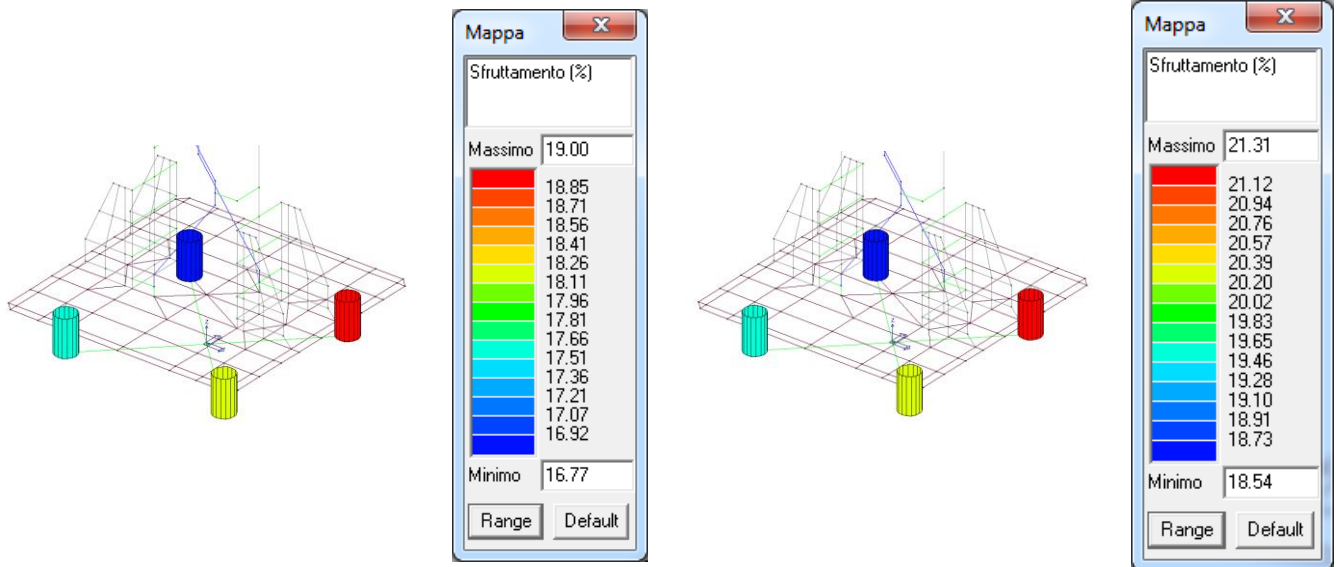 Mappa
Sfruttamento (%)
Massimo 19.00
18.85
18.71
18.56
18.41
18.26
18.11
17.96
17.81
17.66
17.51
17.36
17.21
17.07
16.92
Minimo 16.77
Range Default
Mappa
Sfruttamento (%)
Massimo 21.31
21.12
20.94
20.76
20.57
20.39
20.20
20.02
19.83
19.65
19.46
19.28
19.10
18.91
18.73
Minimo 18.54
Range Default